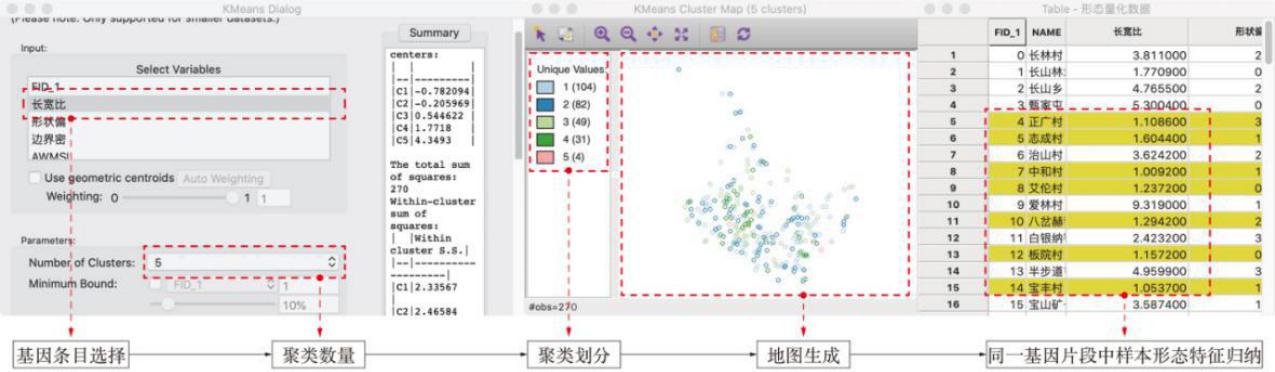 KMeans Dialog
(Please note: Only supported for smaller datasets.)
Input:
Select Variables
FID_1
长宽比
形状偏
边界密
AWMSI
Use geometric centroids
Auto Weighting
Weighting: 0 1 1
Parameters:
Number of Clusters: 5
Minimum Bound: FID_1 1
10%
Summary
centers:
| | |
|--|---------|
|C1|-0.782094|
|C2|-0.205969|
|C3|0.544622 |
|C4|1.7718 |
|C5|4.3493 |
The total sum
of squares:
270
Within-cluster
sum of
squares:
| |Within
cluster S.S.|
|--|----------
----------|
|C1|2.33567
|
|C2|2.46584
KMeans Cluster Map (5 clusters)
Unique Values
1 (104)
2 (82)
3 (49)
4 (31)
5 (4)
#obs=270
Table - 形态量化数据
FID_1 NAME 长宽比 形状偏
1 0 长林村 3.811000 2
2 1 长山林 1.770900 0
3 2 长山乡 4.765500 2
4 3 甄家屯 5.300400 0
5 4 正广村 1.108600 3
6 5 志成村 1.604400 1
7 6 治山村 3.624200 2
8 7 中和村 1.009200 1
9 8 艾伦村 1.237200 0
10 9 爱林村 9.319000 1
11 10 八岔赫 1.294200 2
12 11 白银纳 2.423200 3
13 12 板院村 1.157200 0
14 13 半步道 4.959900 3
15 14 宝丰村 1.053700 1
16 15 宝山矿 3.587400 1
基因条目选择
聚类数量
聚类划分
地图生成
同一基因片段中样本形态特征归纳